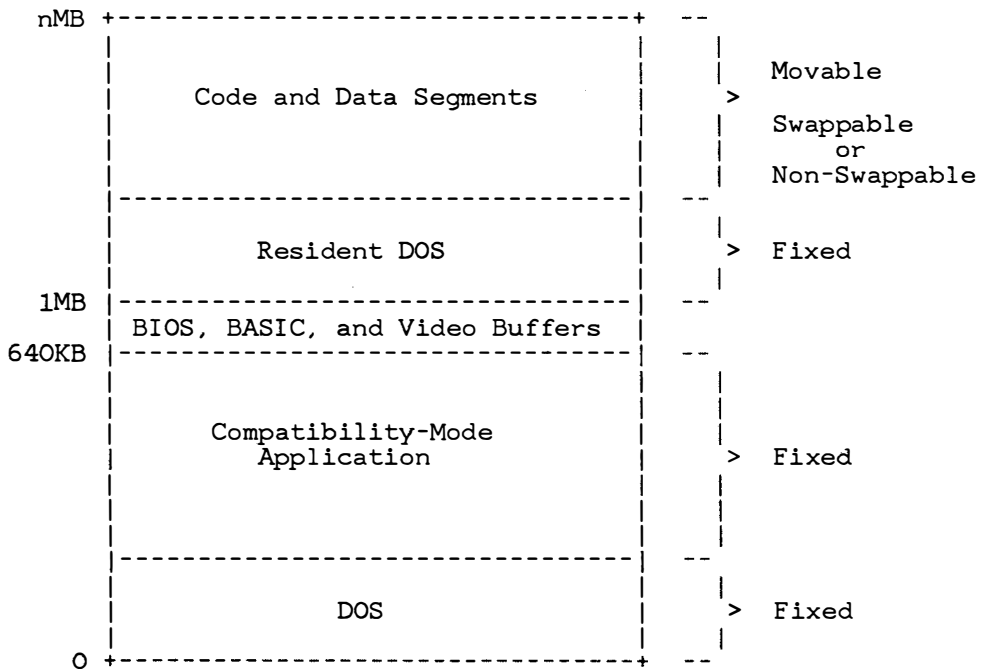 nMB
Movable
Code and Data Segments
Swappable
or
Non-Swappable
Resident DOS > Fixed
1MB
BIOS, BASIC, and Video Buffers
640KB
Compatibility-Mode
Application > Fixed
DOS > Fixed
0